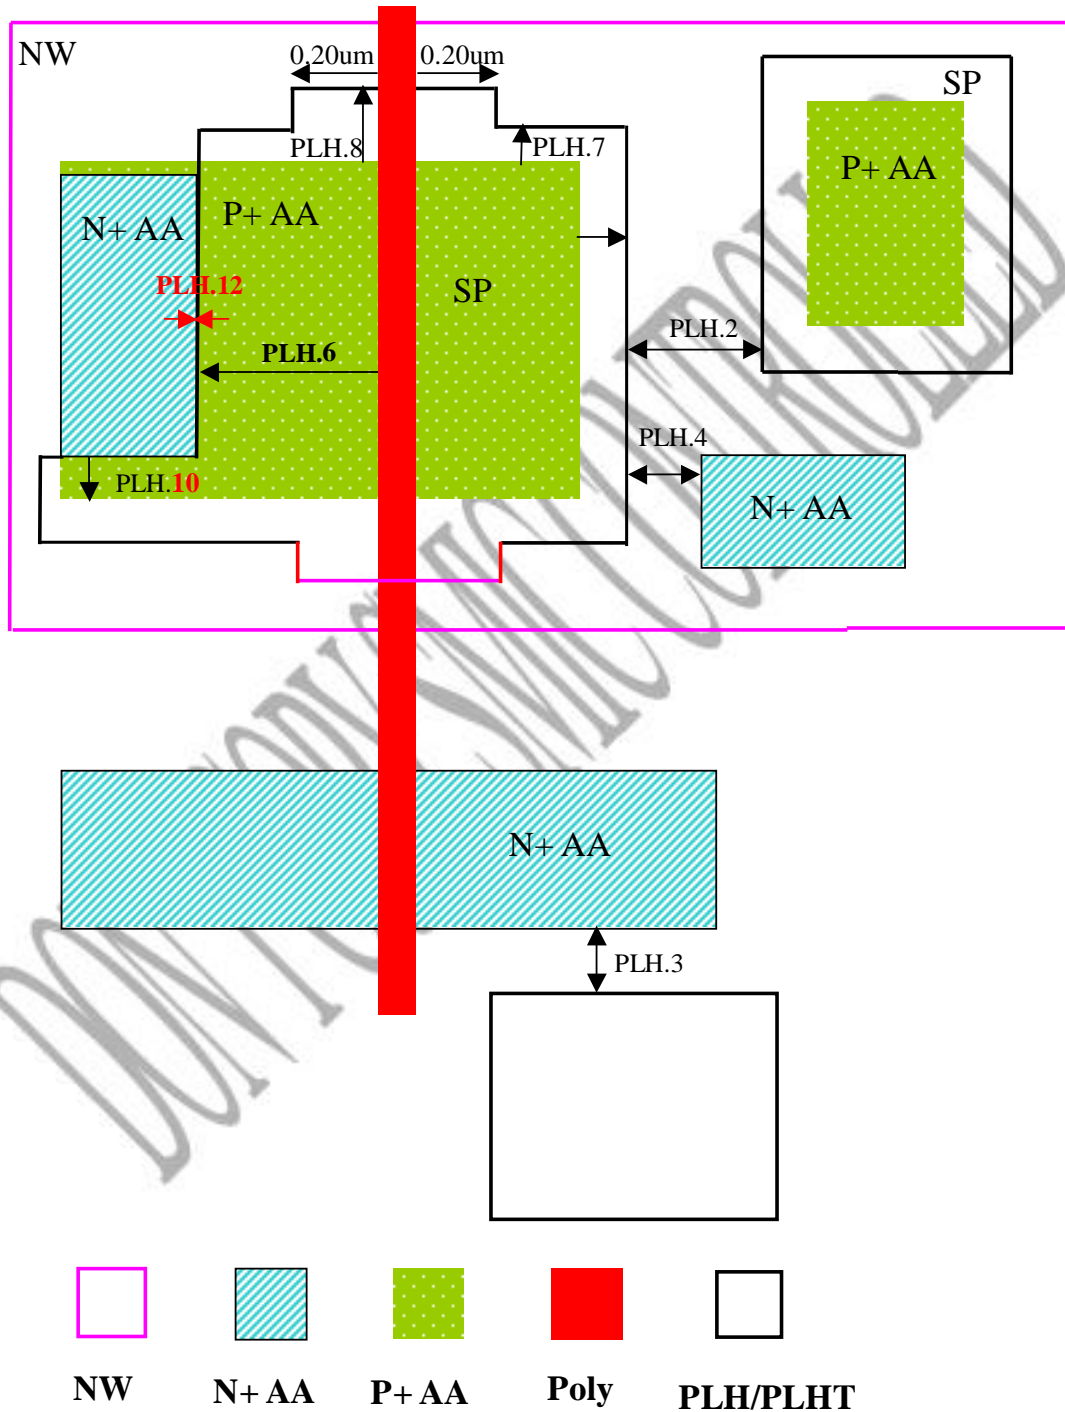 NW
0.20um
0.20um
SP
PLH.8
PLH.7
P+ AA
N+ AA
P+ AA
PLH.12
SP
PLH.2
PLH.6
PLH.4
PLH.10
N+ AA
N+ AA
PLH.3
NW
N+ AA
P+ AA
Poly
PLH/PLHT